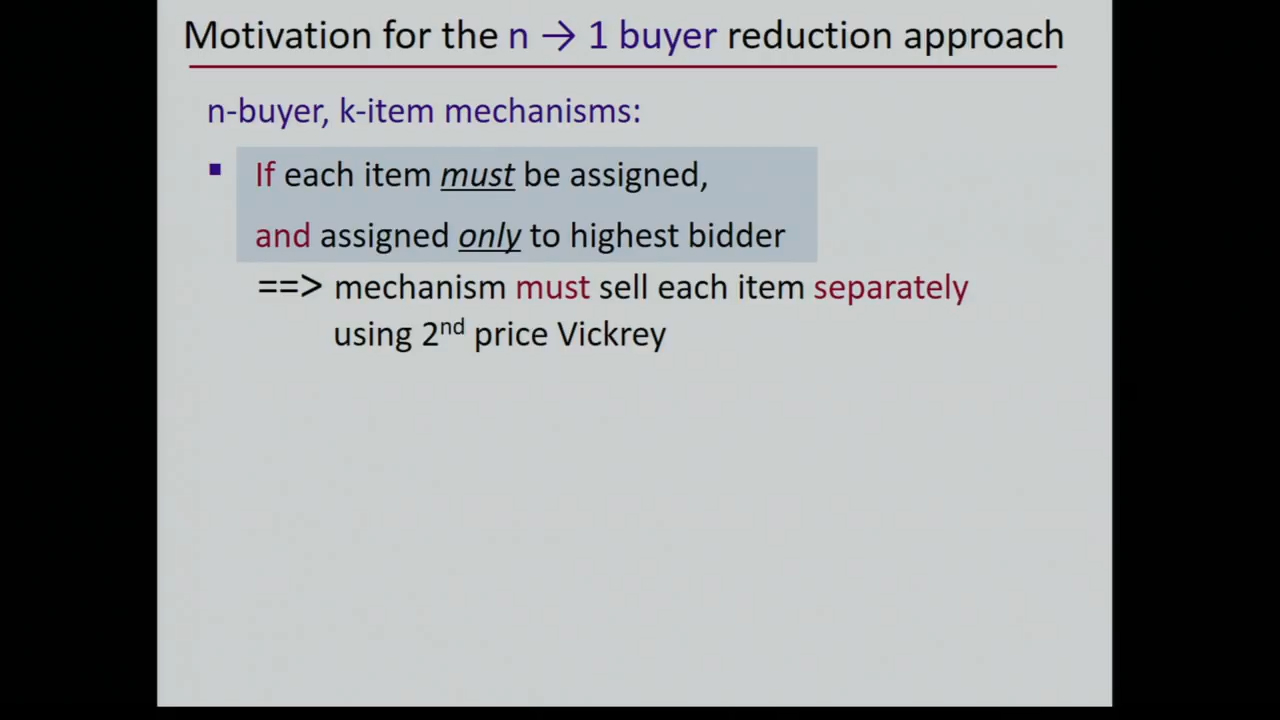 Motivation for the n → 1 buyer reduction approach
n-buyer, k-item mechanisms:
▪ If each item must be assigned,
and assigned only to highest bidder
==> mechanism must sell each item separately
using 2nd price Vickrey